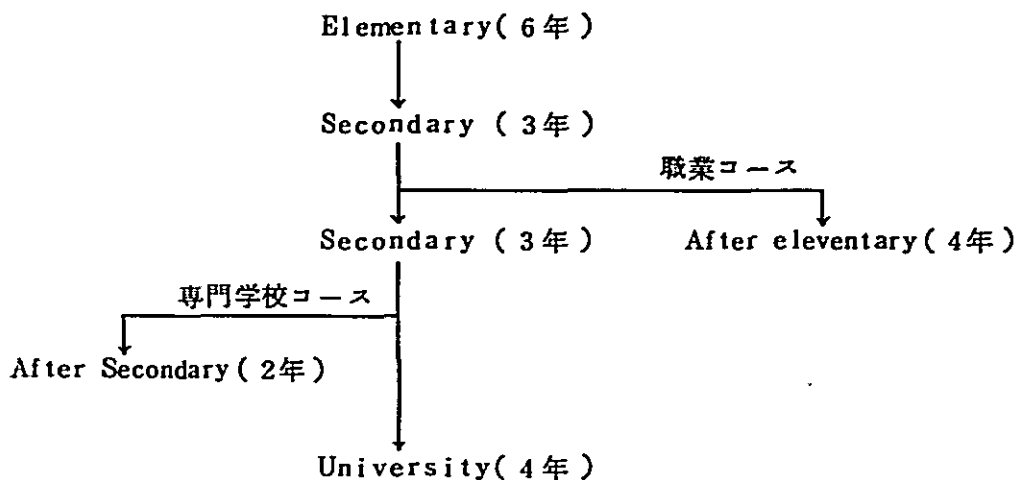 Elementary(6年)
Secondary (3年)
職業コース
Secondary (3年) After eleventary(4年)
専門学校コース
After Secondary(2年)
University(4年)